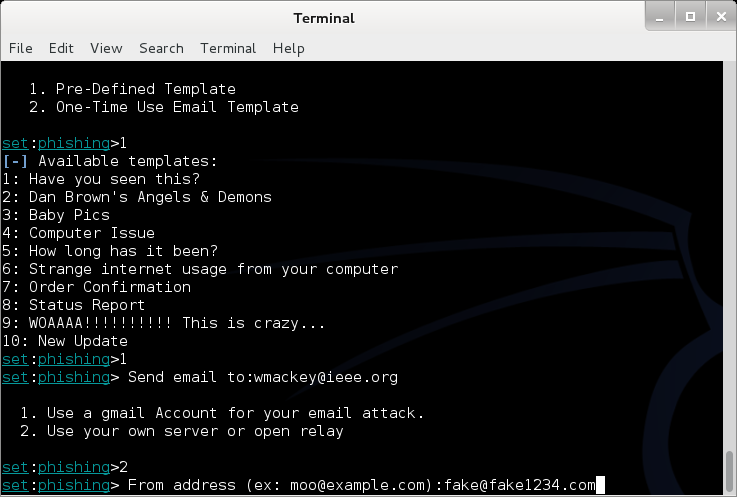 Terminal
File Edit View Search Terminal Help
1. Pre-Defined Template
2. One-Time Use Email Template
set:phishing>1
[-] Available templates:
1: Have you seen this?
2: Dan Brown's Angels & Demons
3: Baby Pics
4: Computer Issue
5: How long has it been?
6: Strange internet usage from your computer
7: Order Confirmation
8: Status Report
9: WOAAAA!!!!!!!!!! This is crazy...
10: New Update
set:phishing>1
set:phishing> Send email to:wmackey@ieee.org
1. Use a gmail Account for your email attack.
2. Use your own server or open relay
set:phishing>2
set:phishing> From address (ex: moo@example.com):fake@fake1234.com